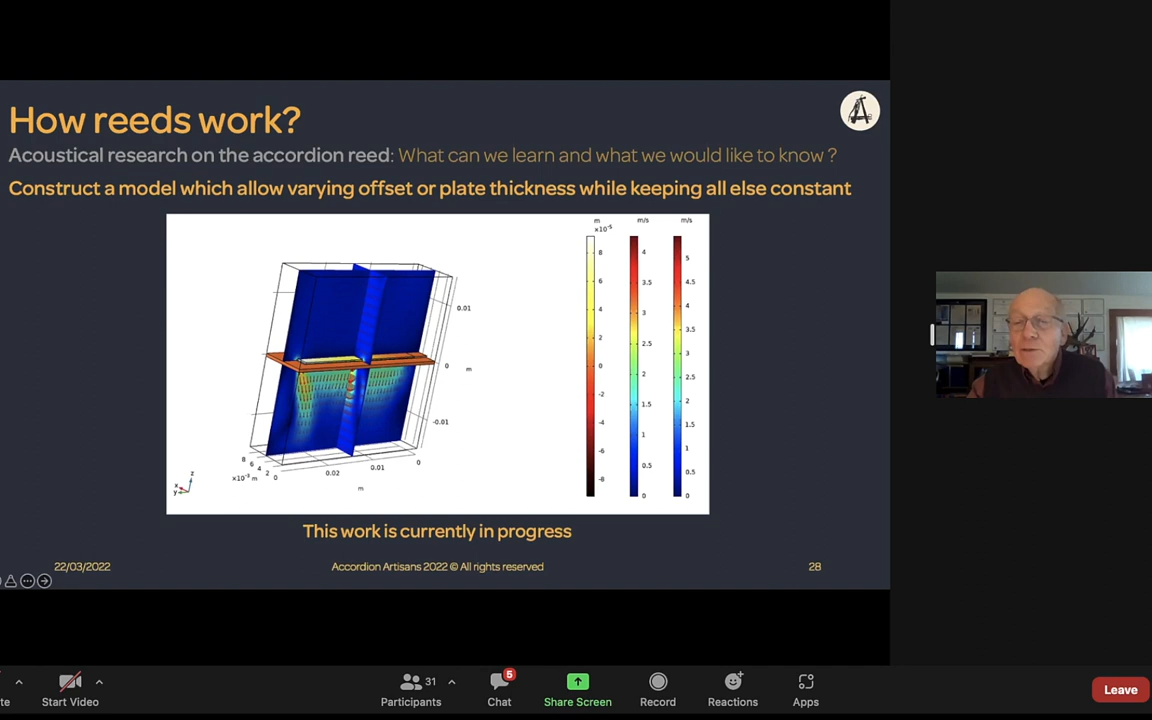 How reeds work?
Acoustical research on the accordion reed: What can we learn and what we would like to know ?
Construct a model which allow varying offset or plate thickness while keeping all else constant
m m/s m/s
×10⁻⁵
8 4 5
6 3.5 4.5
4 3 4
2 2.5 3.5
0 2 3
-2 1.5 2.5
-4 1 2
-6 0.5 1.5
-8 0 1
0.5
0
0.01
0 m
-0.01
8
6
4
2
0
×10⁻³ m
0.02 0.01 0
m
z
x
y
This work is currently in progress
22/03/2022 Accordion Artisans 2022 © All rights reserved 28
te Start Video Participants 31 Chat 5 Share Screen Record Reactions Apps Leave